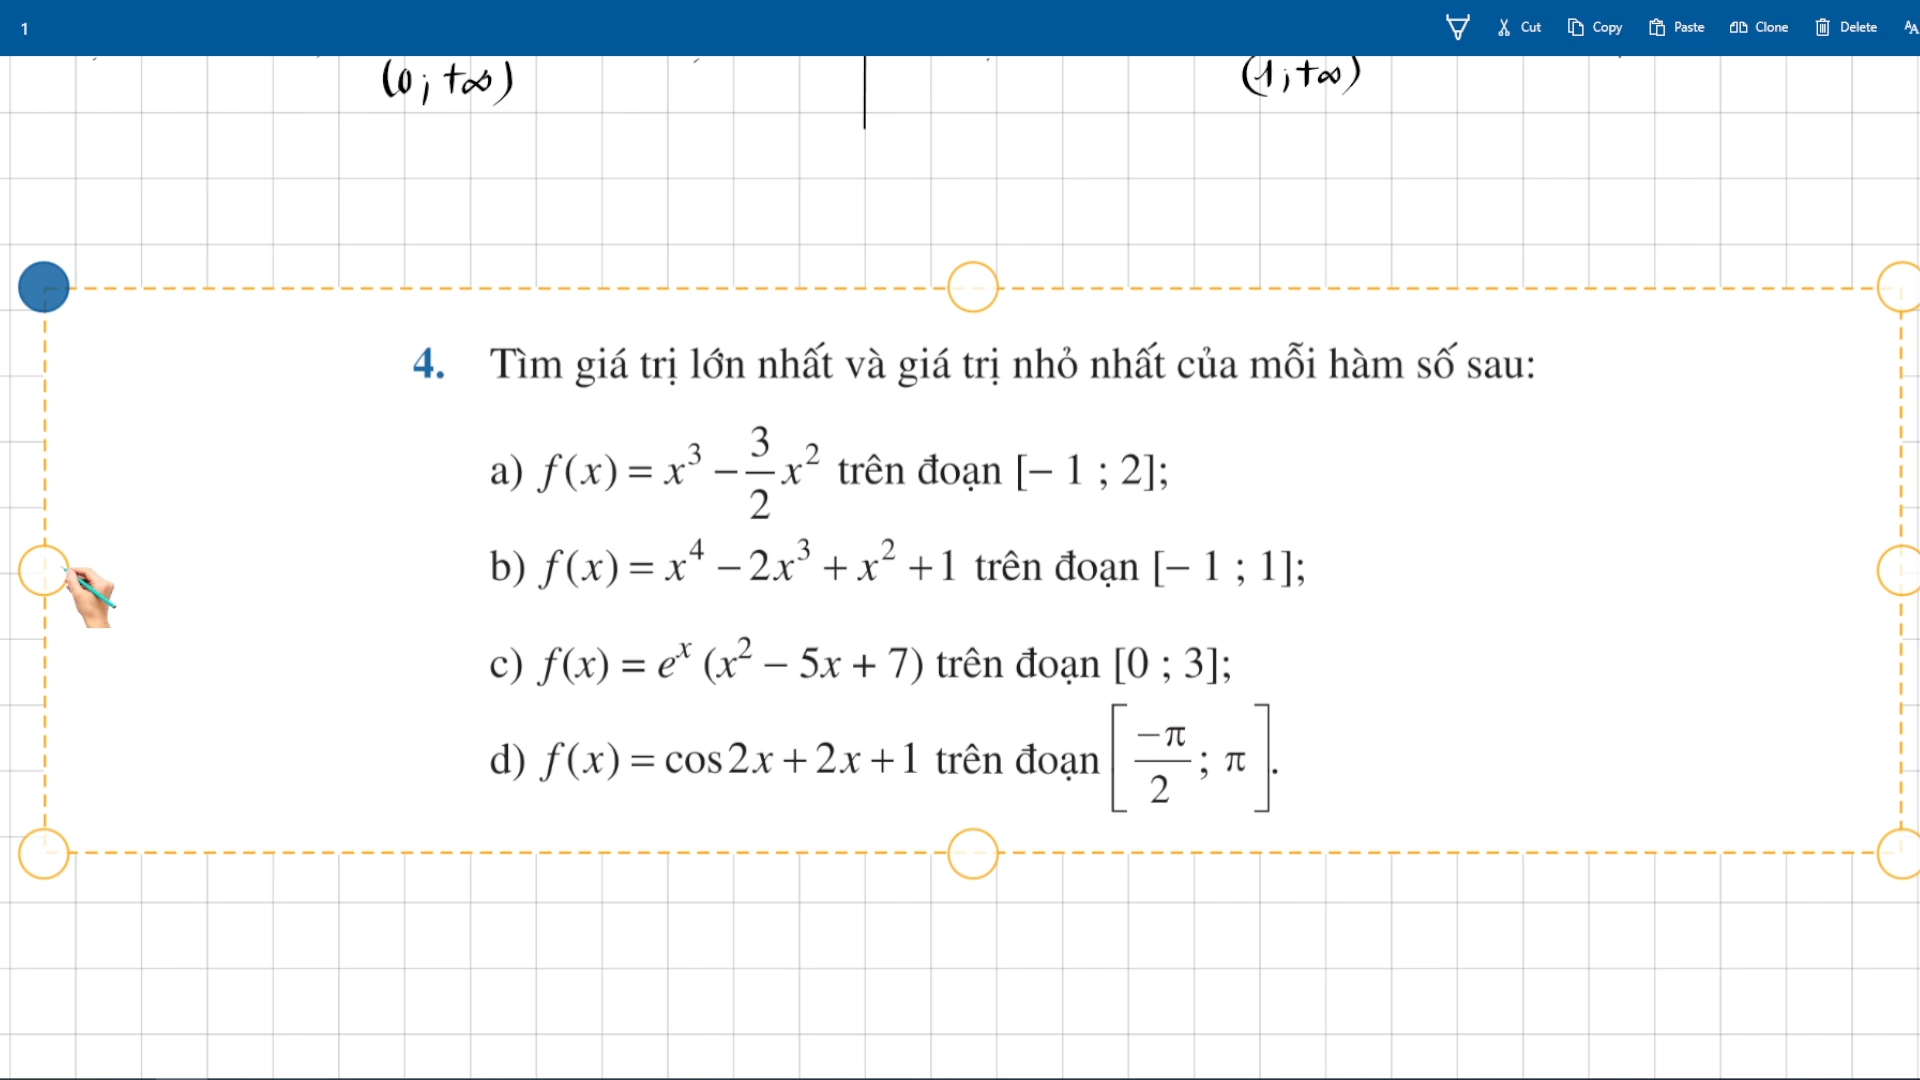 1 Cut Copy Paste Clone Delete
(0; +∞) (1; +∞)
4. Tìm giá trị lớn nhất và giá trị nhỏ nhất của mỗi hàm số sau:
a) f(x) = x³ − 3/2 x² trên đoạn [− 1 ; 2];
b) f(x) = x⁴ − 2x³ + x² + 1 trên đoạn [− 1 ; 1];
c) f(x) = eˣ (x² − 5x + 7) trên đoạn [0 ; 3];
d) f(x) = cos2x + 2x + 1 trên đoạn [−π/2 ; π].